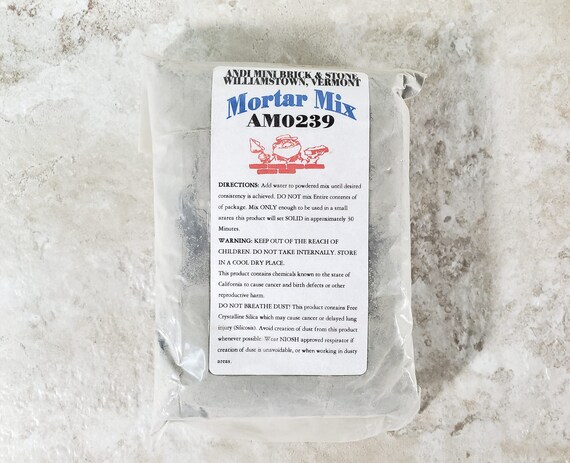 ANDI MINI BRICK & STONE
WILLIAMSTOWN, VERMONT
Mortar Mix
AM0239
DIRECTIONS: Add water to powdered mix until desired
consistency is achieved. DO NOT mix Entire contents of
of package. Mix ONLY enough to be used in a small
ararea this product will set SOLID in approximately 30
Minutes.
WARNING: KEEP OUT OF THE REACH OF
CHILDREN. DO NOT TAKE INTERNALLY. STORE
IN A COOL DRY PLACE.
This product contains chemicals known to the state of
California to cause cancer and birth defects or other
reproductive harm.
DO NOT BREATHE DUST! This product contains Free
Crystalline Silica which may cause cancer or delayed lung
injury (Silicosis). Avoid creation of dust from this product
whenever possible. Wear NIOSH approved respirator if
creation of dust is unavoidable, or when working in dusty
areas.